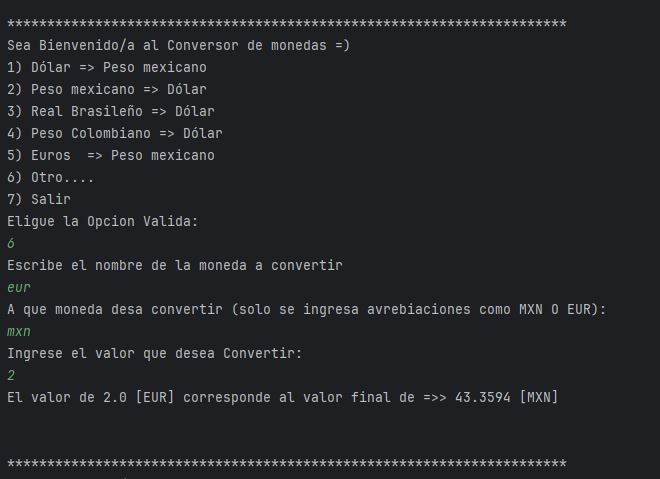 **********************************************************************
Sea Bienvenido/a al Conversor de monedas =)
1) Dólar => Peso mexicano
2) Peso mexicano => Dólar
3) Real Brasileño => Dólar
4) Peso Colombiano => Dólar
5) Euros  => Peso mexicano
6) Otro....
7) Salir
Eligue la Opcion Valida:
6
Escribe el nombre de la moneda a convertir
eur
A que moneda desa convertir (solo se ingresa avrebiaciones como MXN O EUR):
mxn
Ingrese el valor que desea Convertir:
2
El valor de 2.0 [EUR] corresponde al valor final de =>> 43.3594 [MXN]
**********************************************************************